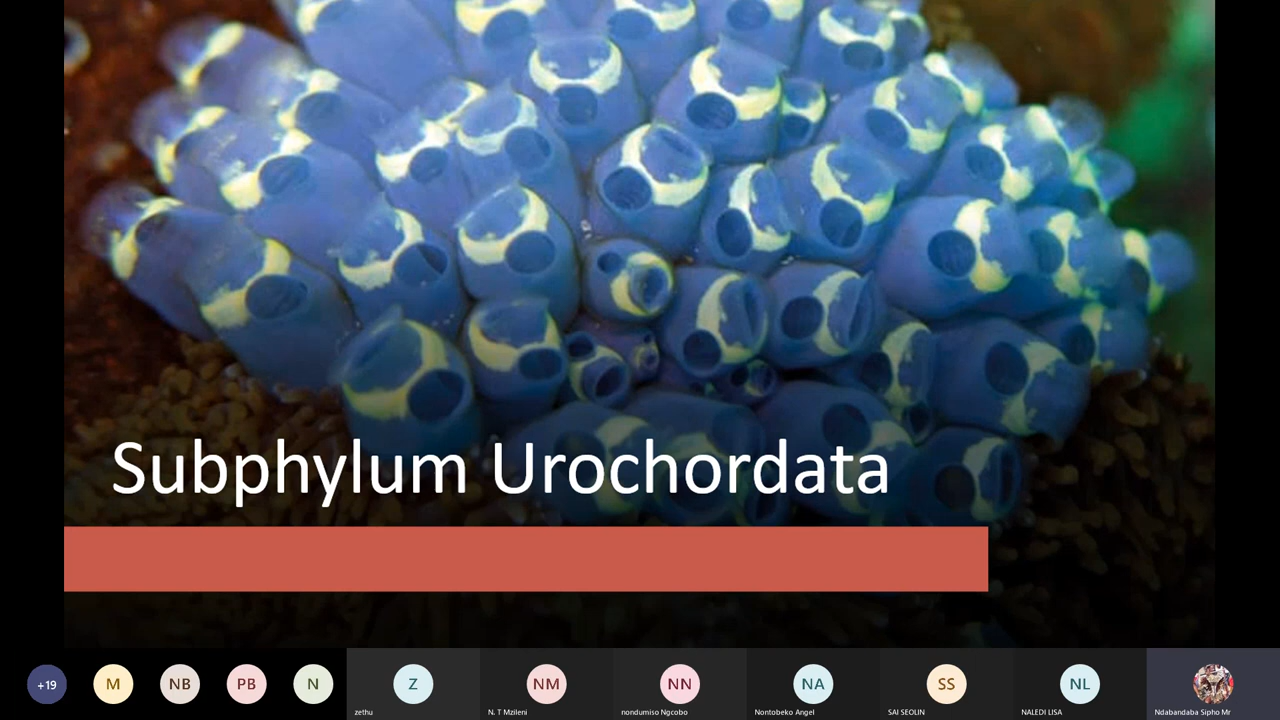 Subphylum Urochordata
+19
M
NB
PB
N
Z
NM
NN
NA
SS
NL
zethu
N. T Mzileni
nondumiso Ngcobo
Nontobeko Angel
SAI SEOLIN
NALEDI LISA
Ndabandaba Sipho Mr